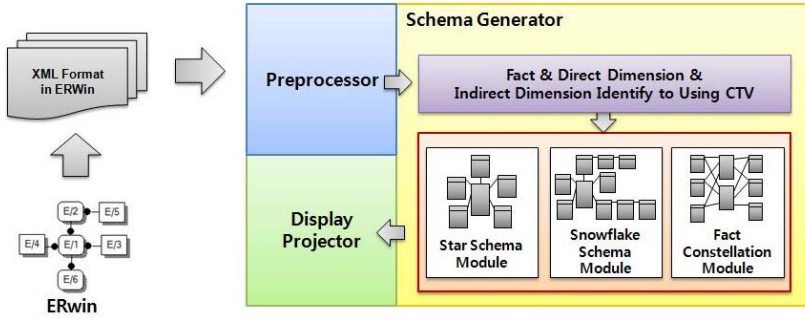 Schema Generator
XML Format
in ERWin
Preprocessor
Fact & Direct Dimension &
Indirect Dimension Identify to Using CTV
E/2
E/5
E/4
E/1
E/3
E/6
ERwin
Display
Projector
Star Schema
Module
Snowflake
Schema
Module
Fact
Constellation
Module